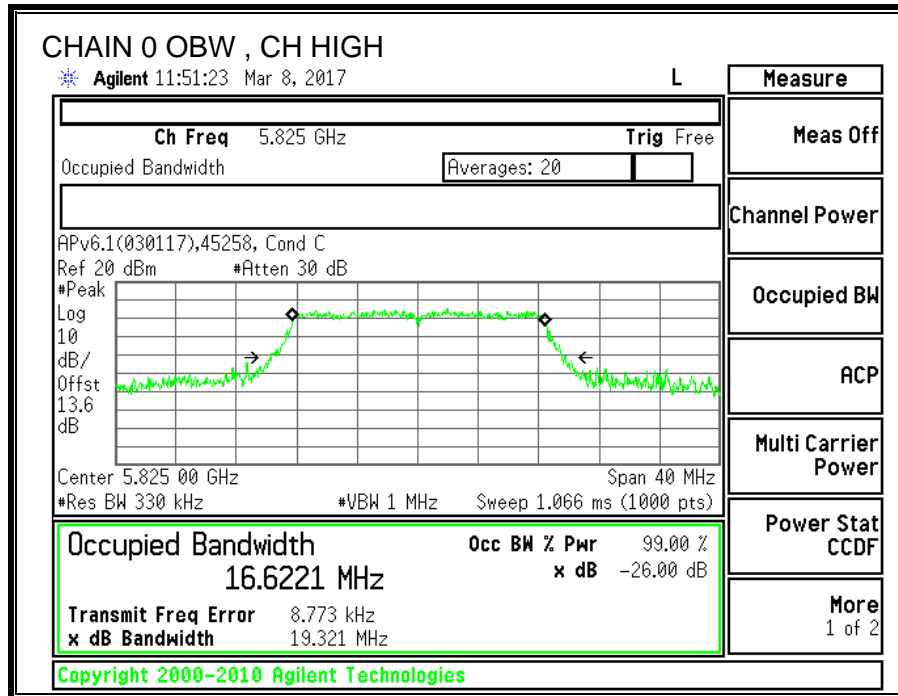 CHAIN 0 OBW , CH HIGH
Agilent 11:51:23 Mar 8, 2017 L
Measure
Ch Freq 5.825 GHz Trig Free
Meas Off
Occupied Bandwidth Averages: 20
Channel Power
APv6.1(030117),45258, Cond C
Ref 20 dBm #Atten 30 dB
#Peak
Log
10
dB/
Offst
13.6
dB
Occupied BW
ACP
Multi Carrier
Power
Center 5.825 00 GHz Span 40 MHz
#Res BW 330 kHz #VBW 1 MHz Sweep 1.066 ms (1000 pts)
Power Stat
CCDF
Occupied Bandwidth Occ BW % Pwr 99.00 %
16.6221 MHz x dB -26.00 dB
Transmit Freq Error 8.773 kHz
x dB Bandwidth 19.321 MHz
More
1 of 2
Copyright 2000-2010 Agilent Technologies